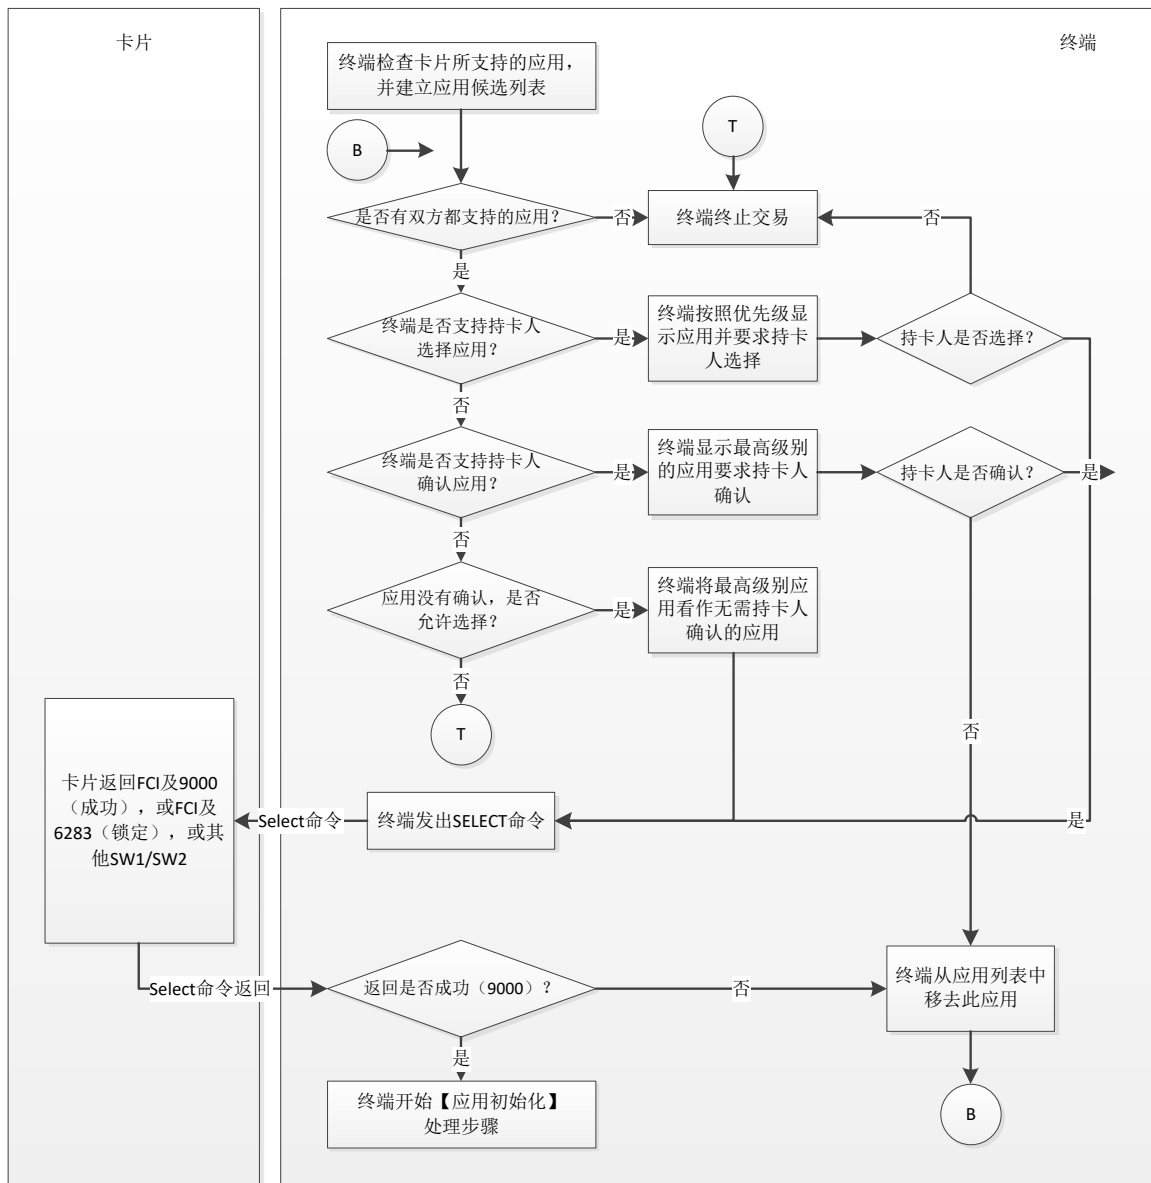 卡片
终端
终端检查卡片所支持的应用，
并建立应用候选列表
B
T
是否有双方都支持的应用？
否
终端终止交易
否
是
终端是否支持持卡人
选择应用？
是
终端按照优先级显
示应用并要求持卡
人选择
持卡人是否选择？
否
终端是否支持持卡人
确认应用？
是
终端显示最高级别
的应用要求持卡人
确认
持卡人是否确认？
是
否
应用没有确认，是否
允许选择？
是
终端将最高级别应
用看作无需持卡人
确认的应用
否
T
否
卡片返回FCI及9000
（成功），或FCI及
6283（锁定），或其
他SW1/SW2
Select命令
终端发出SELECT命令
是
Select命令返回
返回是否成功（9000）？
否
终端从应用列表中
移去此应用
是
终端开始【应用初始化】
处理步骤
B